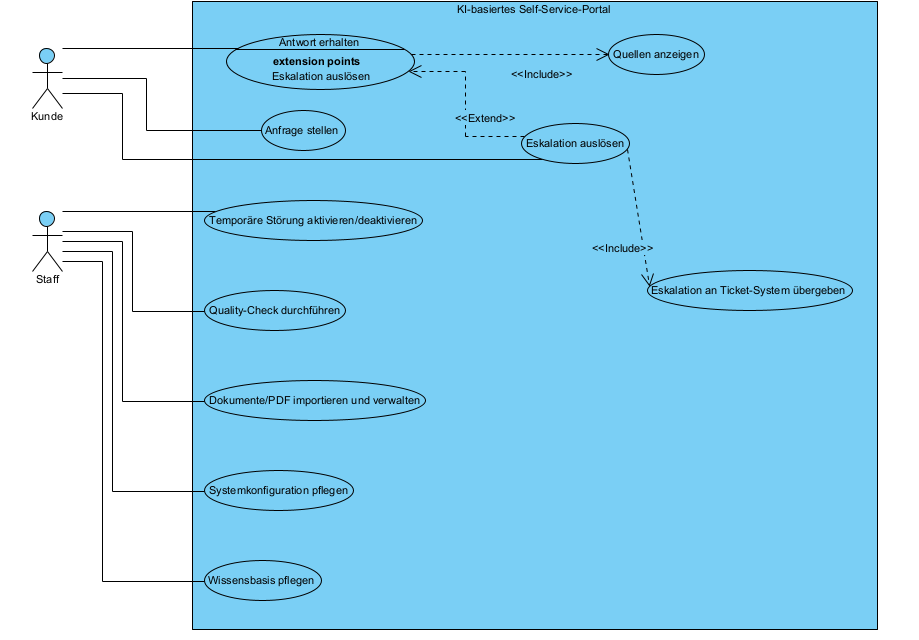 KI-basiertes Self-Service-Portal
Antwort erhalten
extension points
Eskalation auslösen
Quellen anzeigen
<<Include>>
Kunde
<<Extend>>
Anfrage stellen
Eskalation auslösen
Temporäre Störung aktivieren/deaktivieren
<<Include>>
Staff
Eskalation an Ticket-System übergeben
Quality-Check durchführen
Dokumente/PDF importieren und verwalten
Systemkonfiguration pflegen
Wissensbasis pflegen